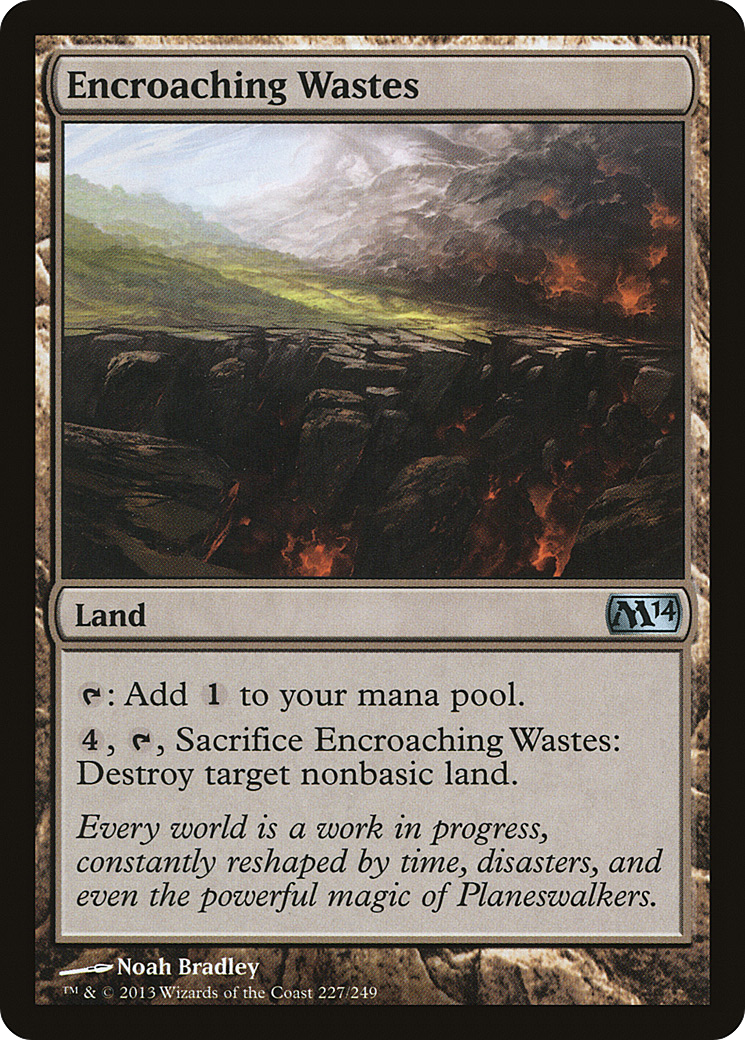 Encroaching Wastes
Land
M14
: Add 1 to your mana pool.
4, , Sacrifice Encroaching Wastes:
Destroy target nonbasic land.
Every world is a work in progress,
constantly reshaped by time, disasters, and
even the powerful magic of Planeswalkers.
Noah Bradley
™ & © 2013 Wizards of the Coast 227/249